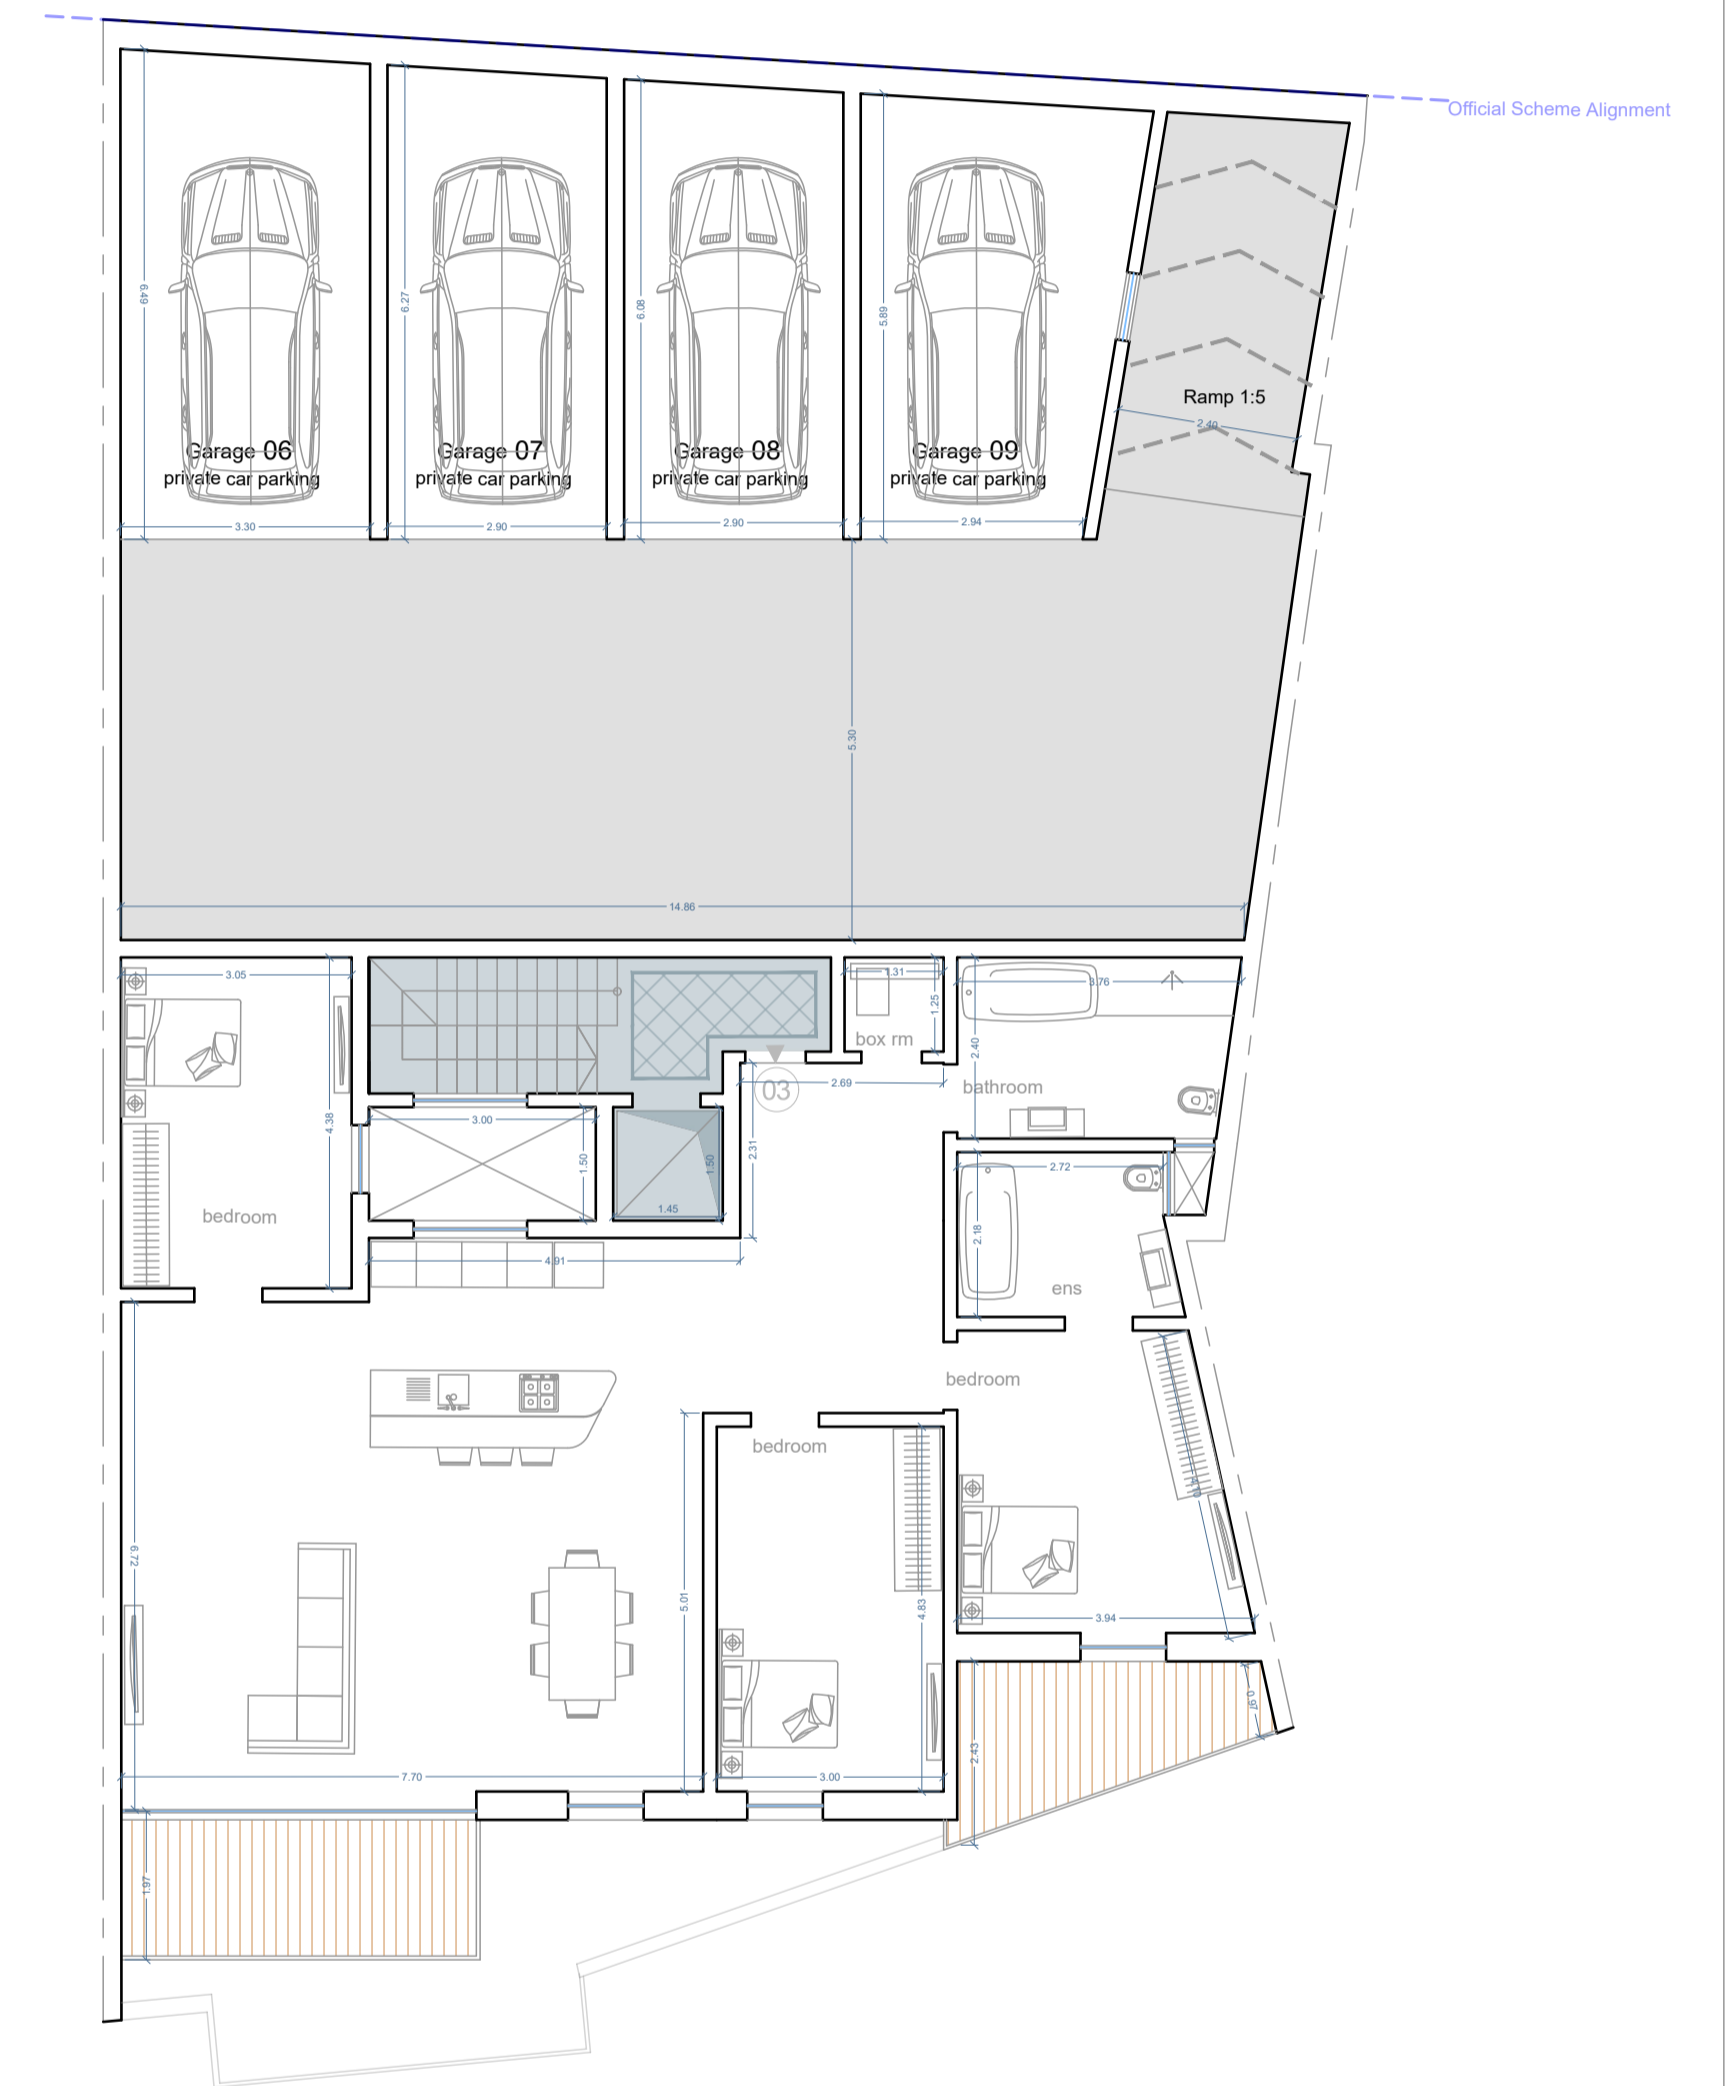 Official Scheme Alignment
6.49
6.27
6.08
5.89
Ramp 1:5
2.40
Garage 06
private car parking
Garage 07
private car parking
Garage 08
private car parking
Garage 09
private car parking
3.30
2.90
2.90
2.94
5.30
14.86
3.05
1.31
3.76
1.25
box rm
2.40
bathroom
2.69
03
4.38
3.00
1.50
1.50
2.31
1.45
2.72
bedroom
2.18
4.91
ens
bedroom
bedroom
6.72
5.01
4.83
3.94
0.97
2.43
7.70
3.00
1.97